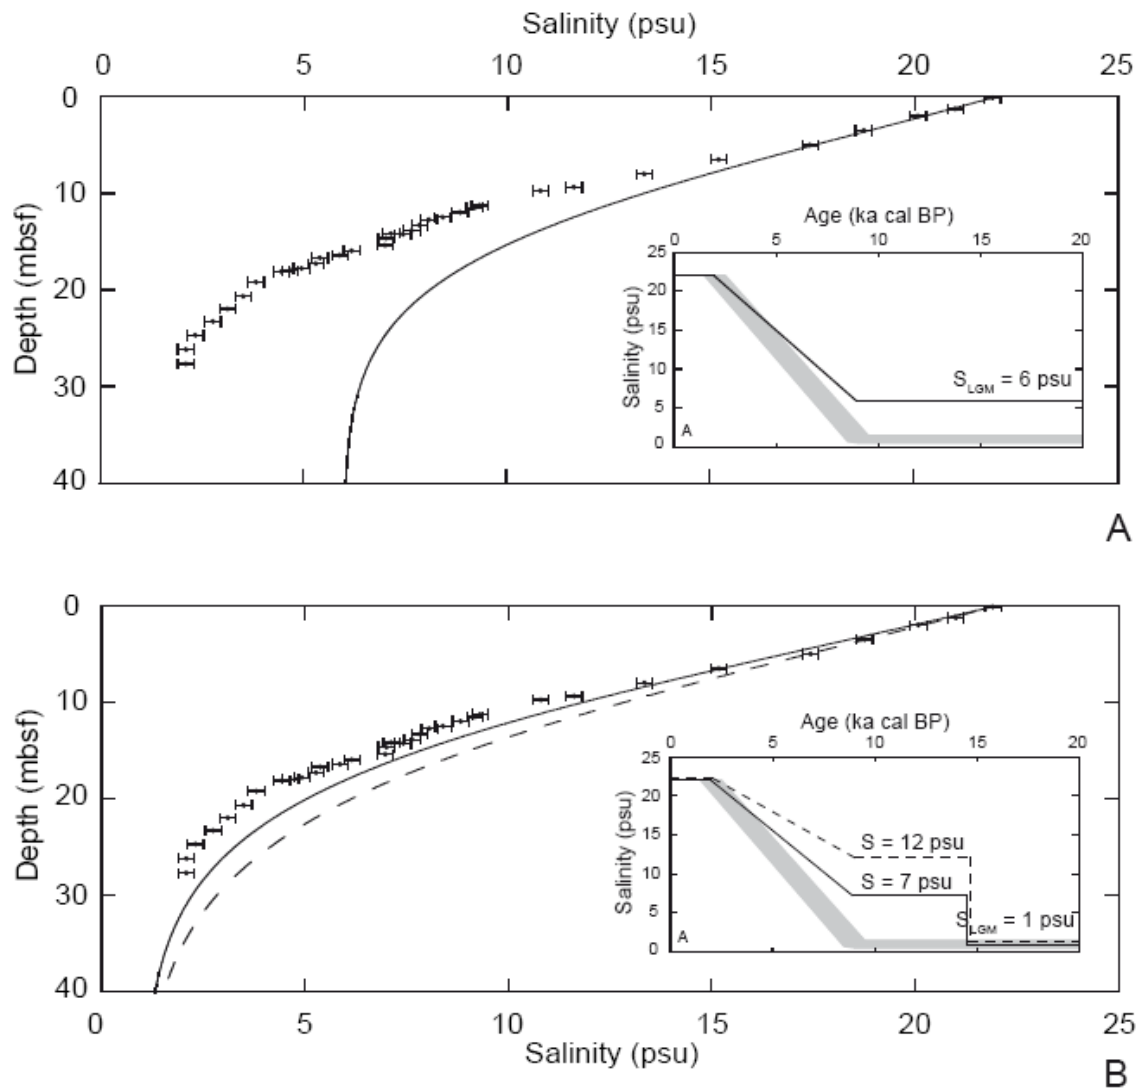 Salinity (psu)
0 5 10 15 20 25
0
10
20
30
40
Depth (mbsf)
Age (ka cal BP)
0 5 10 15 20
25
20
15
10
5
0
Salinity (psu)
S_LGM = 6 psu
A
A
0
10
20
30
40
Depth (mbsf)
Age (ka cal BP)
0 5 10 15 20
25
20
15
10
5
0
Salinity (psu)
S = 12 psu
S = 7 psu
S_LGM = 1 psu
A
0 5 10 15 20 25
Salinity (psu)
B